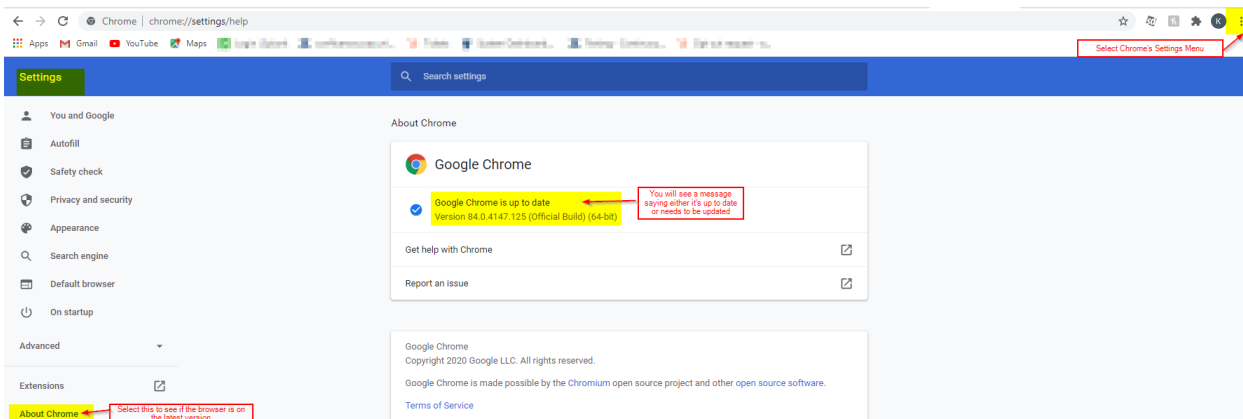 Chrome | chrome://settings/help
K
Apps Gmail YouTube Maps
Select Chrome's Settings Menu
Settings
Search settings
You and Google
Autofill
Safety check
Privacy and security
Appearance
Search engine
Default browser
On startup
Advanced
Extensions
About Chrome
Select this to see if the browser is on
the latest version
About Chrome
Google Chrome
Google Chrome is up to date
Version 84.0.4147.125 (Official Build) (64-bit)
You will see a message
saying either it's up to date
or needs to be updated
Get help with Chrome
Report an issue
Google Chrome
Copyright 2020 Google LLC. All rights reserved.
Google Chrome is made possible by the Chromium open source project and other open source software.
Terms of Service